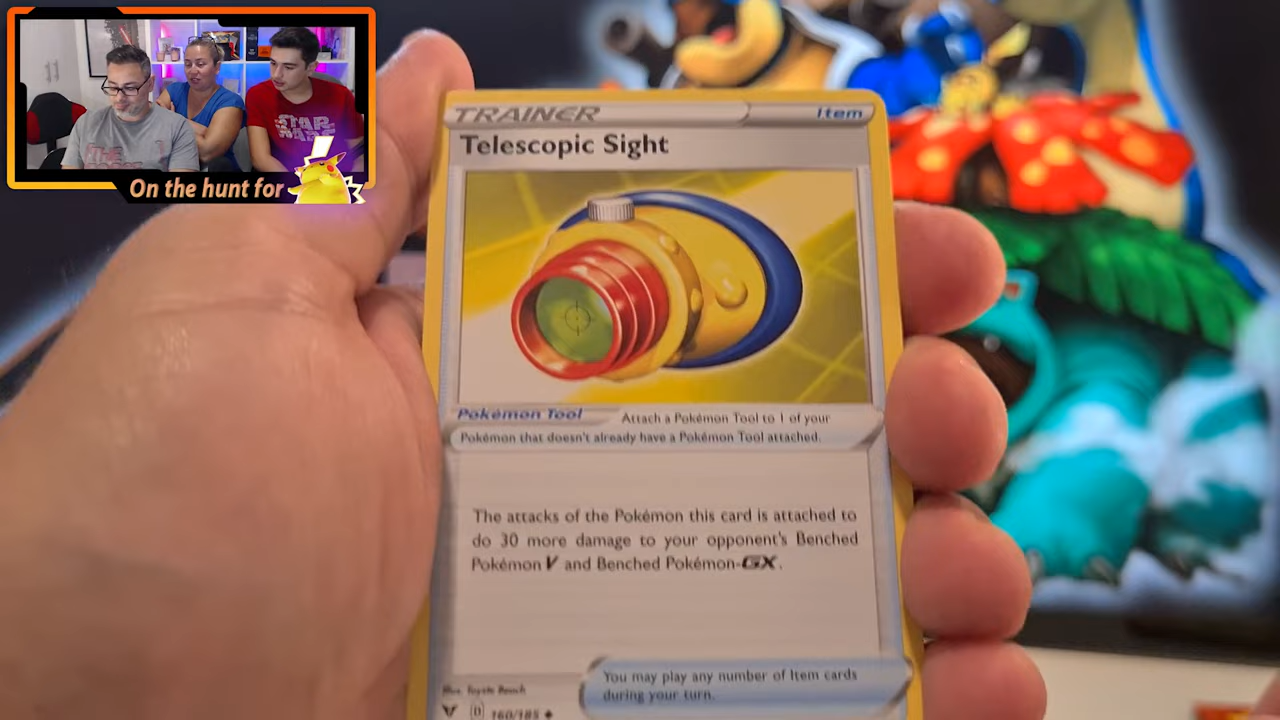 STAR
WARS
On the hunt for
TRAINER Item
Telescopic Sight
Pokémon Tool Attach a Pokémon Tool to 1 of your
Pokémon that doesn't already have a Pokémon Tool attached.
The attacks of the Pokémon this card is attached to
do 30 more damage to your opponent's Benched
Pokémon V and Benched Pokémon-GX.
You may play any number of Item cards
during your turn.
Illus. Toyste Beach
D 160/185